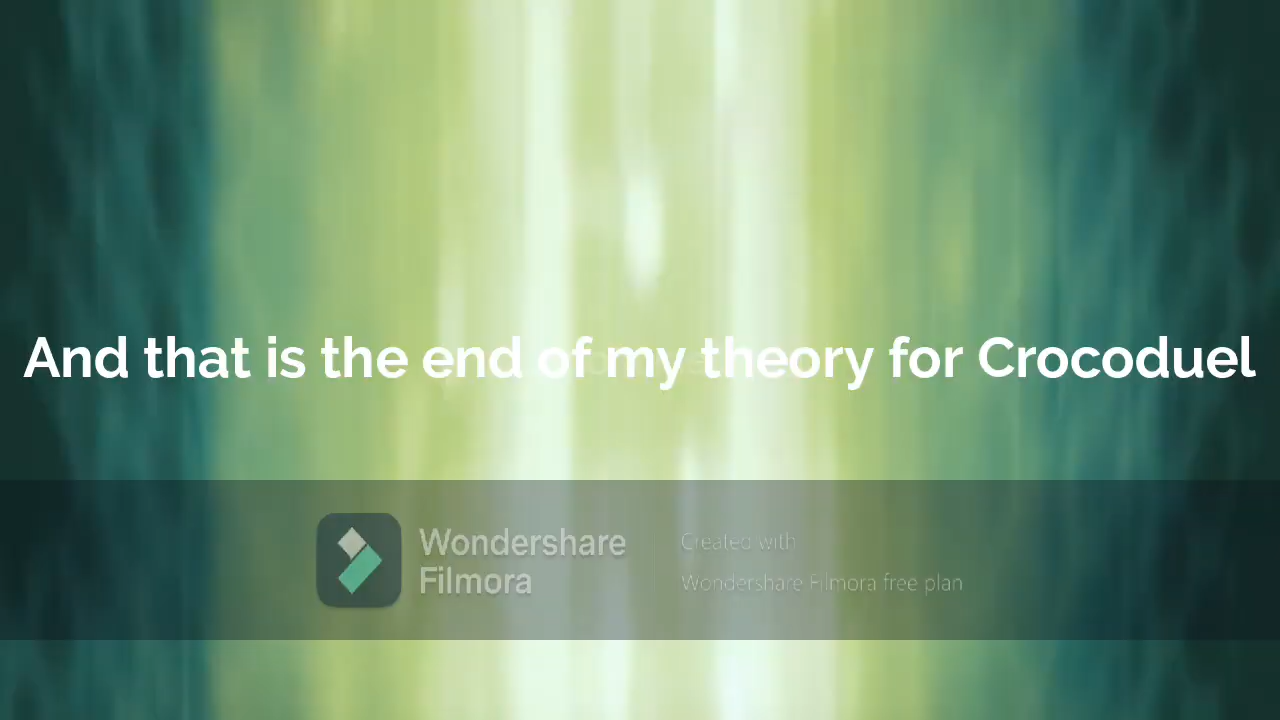 And that is the end of my theory for Crocoduel
Wondershare
Filmora
Created with
Wondershare Filmora free plan